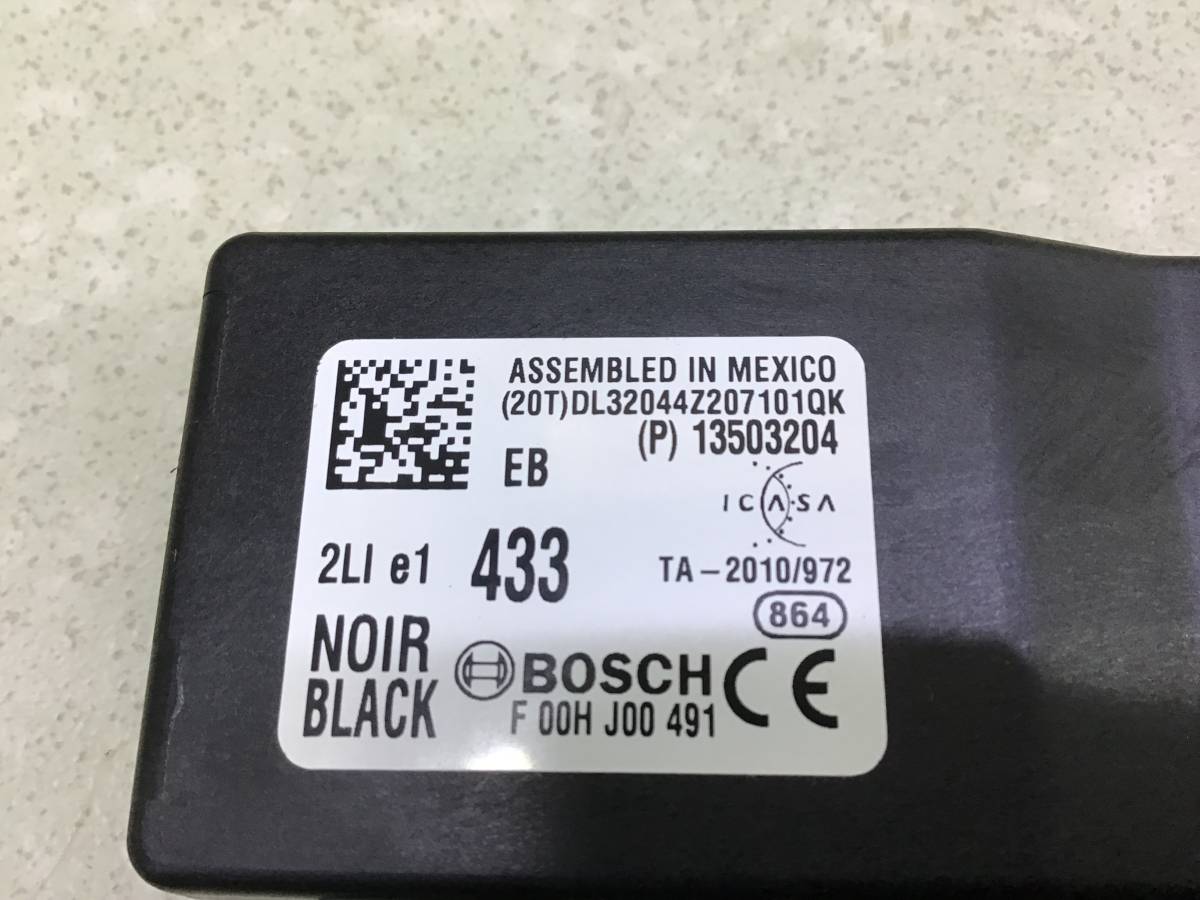 ASSEMBLED IN MEXICO
(20T)DL32044Z207101QK
(P) 13503204
EB
ICASA
2LI e1 433
TA-2010/972
864
NOIR
BLACK
BOSCH
CE
F 00H J00 491